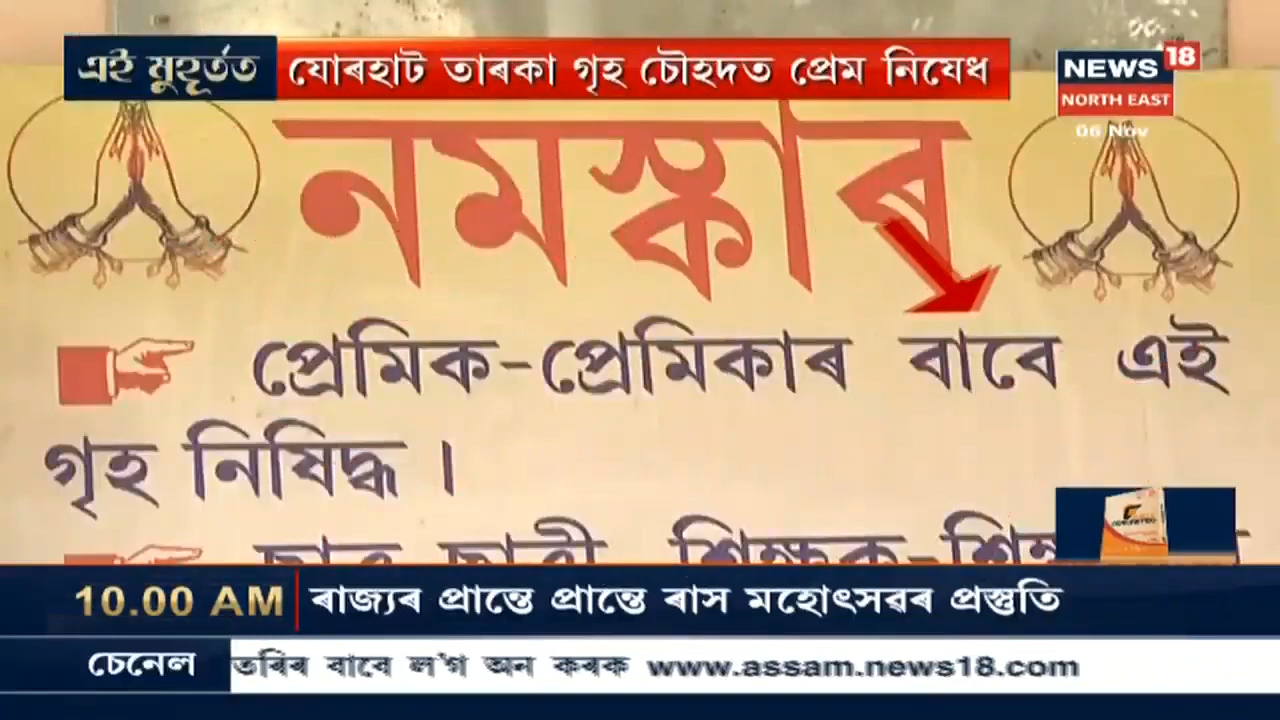 এই মুহূৰ্তত
যোৰহাট তাৰকা গৃহ চৌহদত প্ৰেম নিষেধ
NEWS 18
NORTH EAST
06 Nov
নমস্কাৰ
প্ৰেমিক-প্ৰেমিকাৰ বাবে এই
গৃহ নিষিদ্ধ ।
10.00 AM
ৰাজ্যৰ প্ৰান্তে প্ৰান্তে ৰাস মহোৎসৱৰ প্ৰস্তুতি
চেনেল
বাবে ল'গ অন কৰক www.assam.news18.com